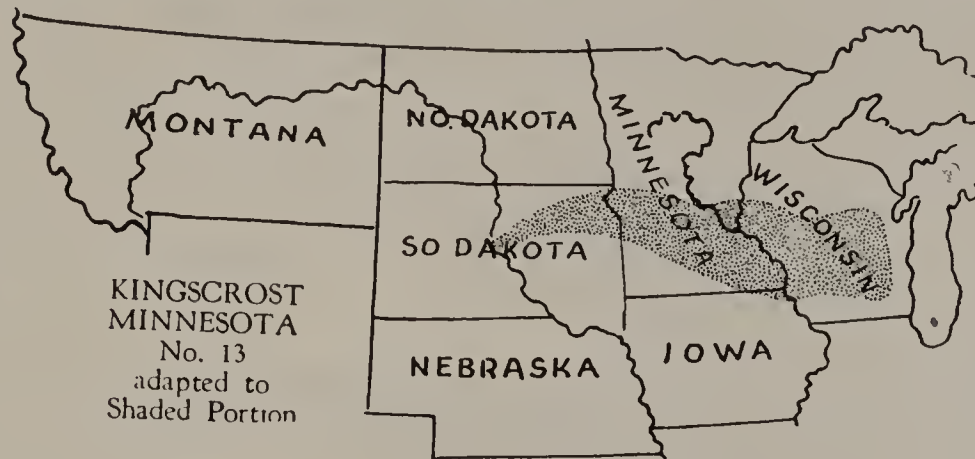 MONTANA
NO. DAKOTA
MINNESOTA
WISCONSIN
SO DAKOTA
NEBRASKA
IOWA
KINGSCROST
MINNESOTA
No. 13
adapted to
Shaded Portion